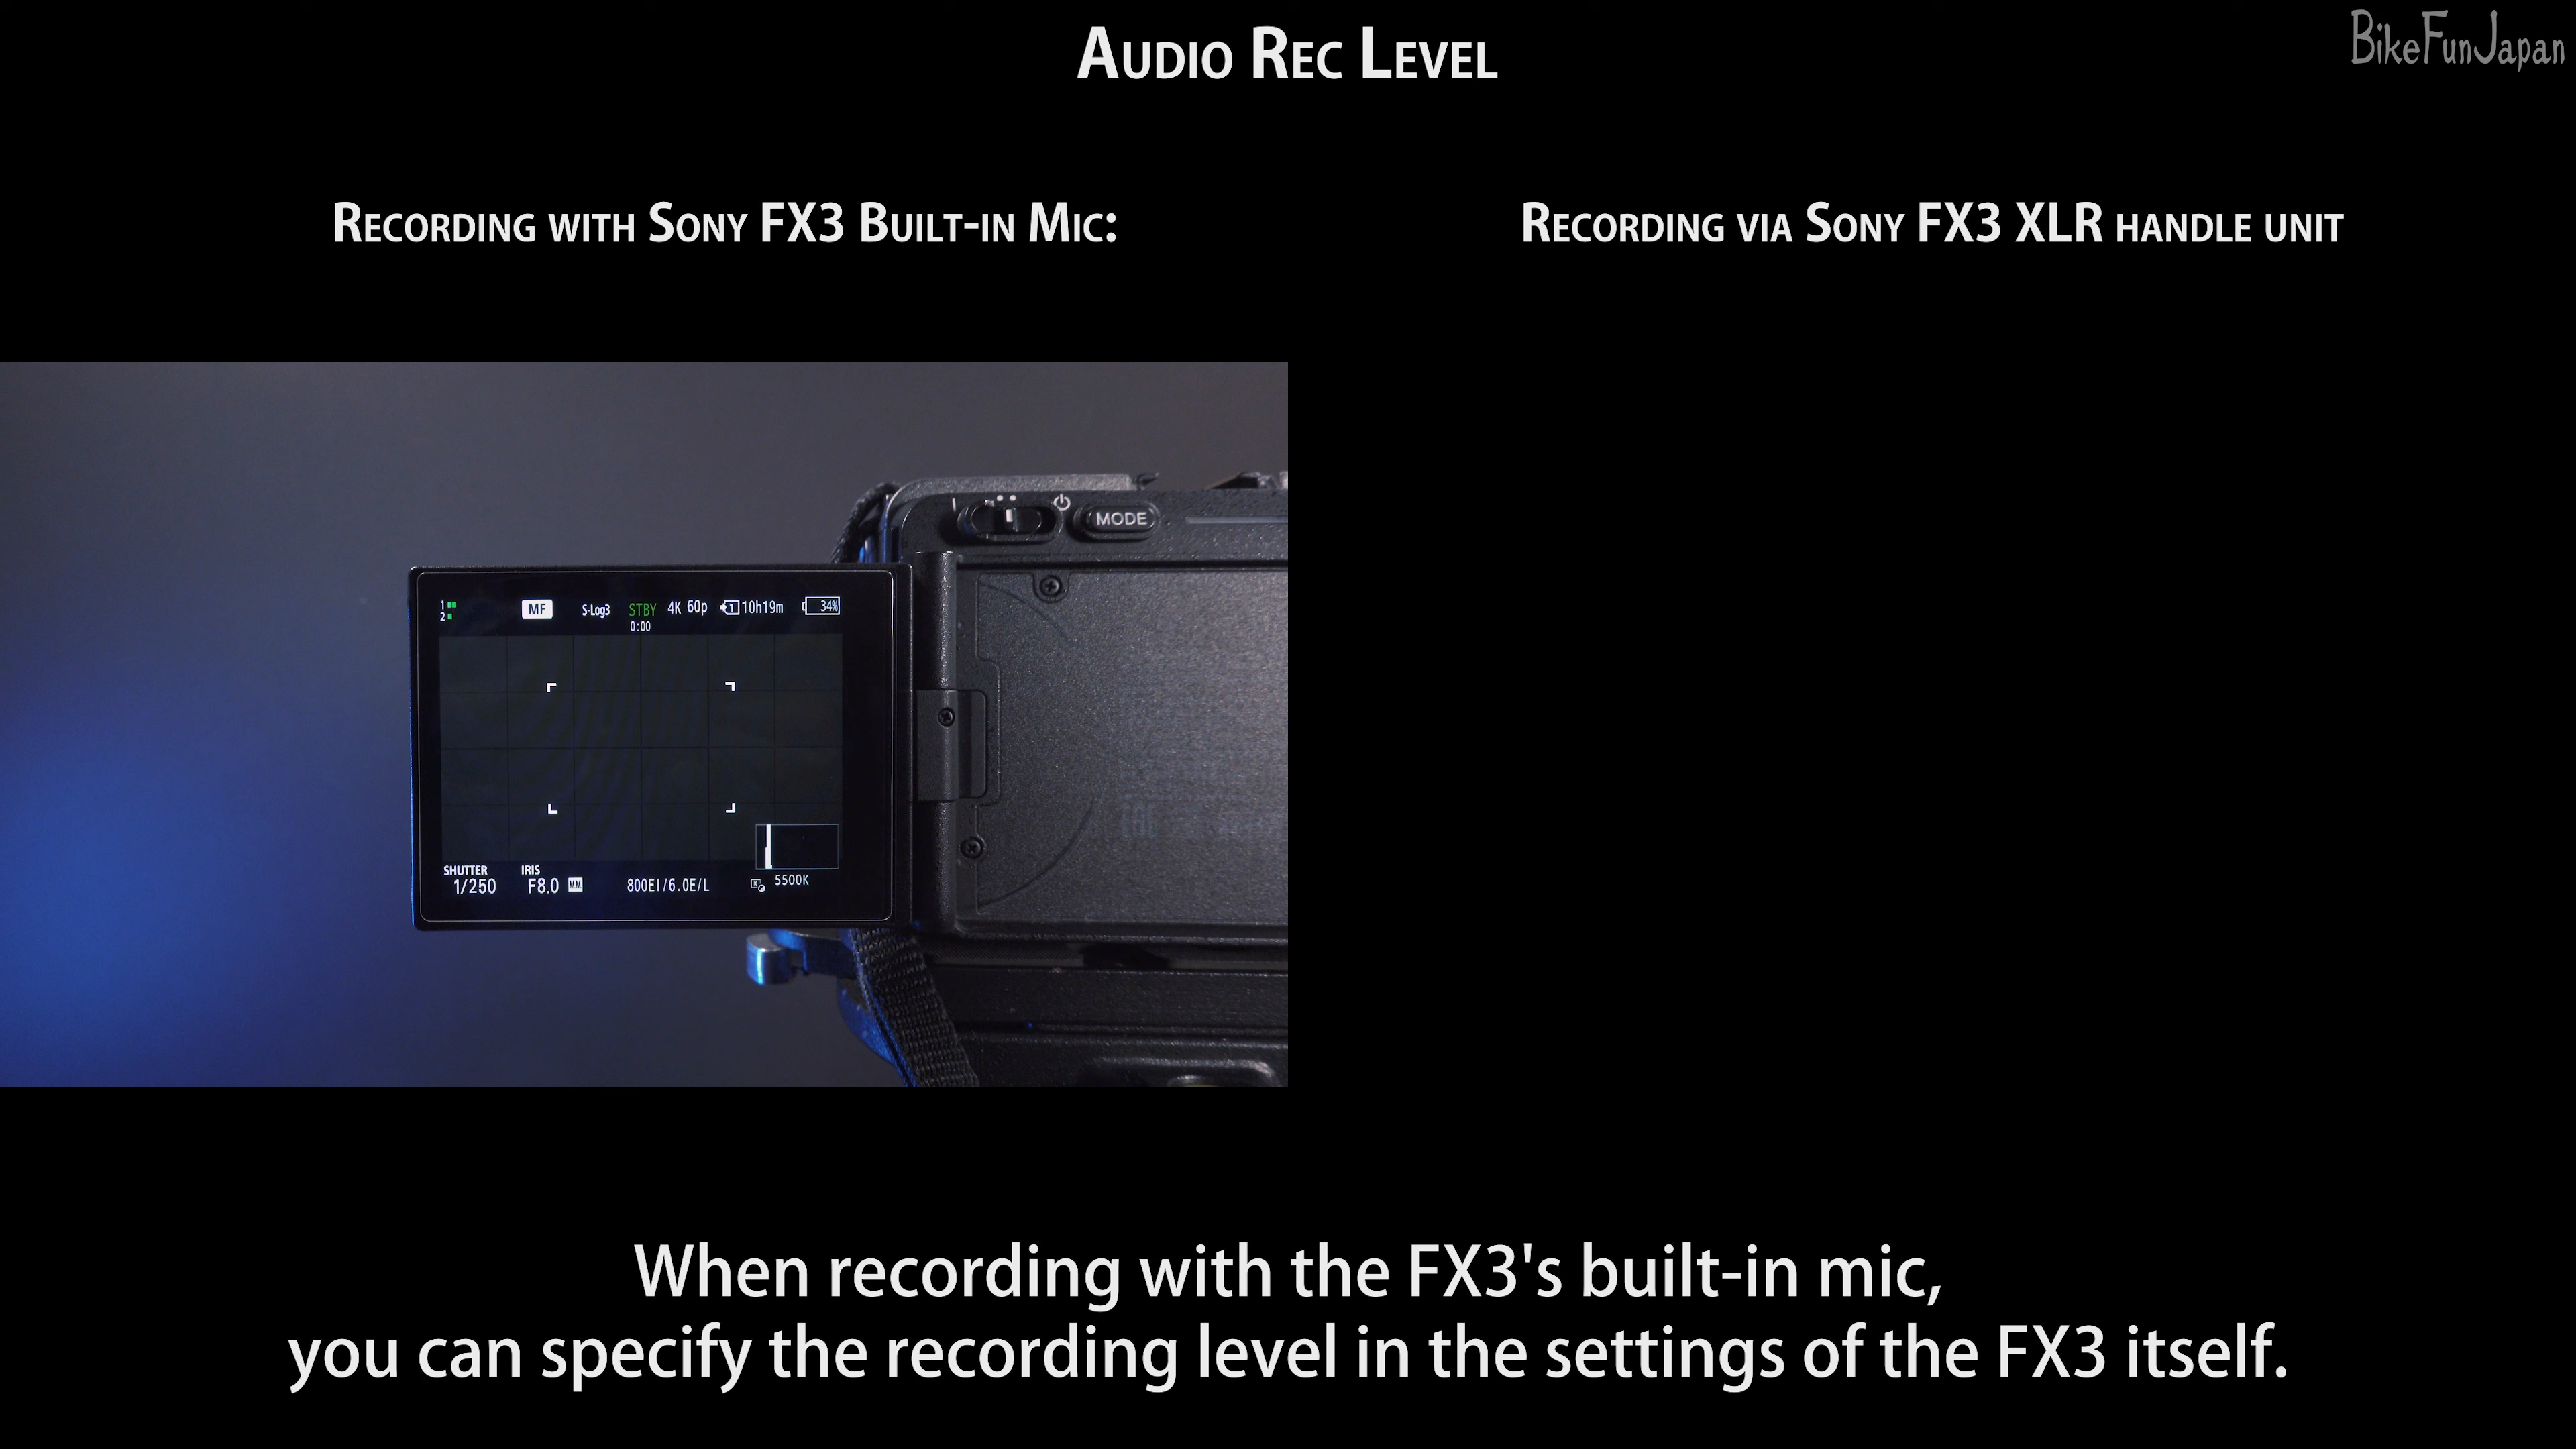 BikeFunJapan
Audio Rec Level
Recording with Sony FX3 Built-in Mic:
Recording via Sony FX3 XLR handle unit
MODE
1
2
MF
S-Log3
STBY
4K 60p
1
10h19m
34%
0:00
SHUTTER
1/250
IRIS
F8.0
M.M.
800EI/6.0E/L
5500K
When recording with the FX3's built-in mic,
you can specify the recording level in the settings of the FX3 itself.